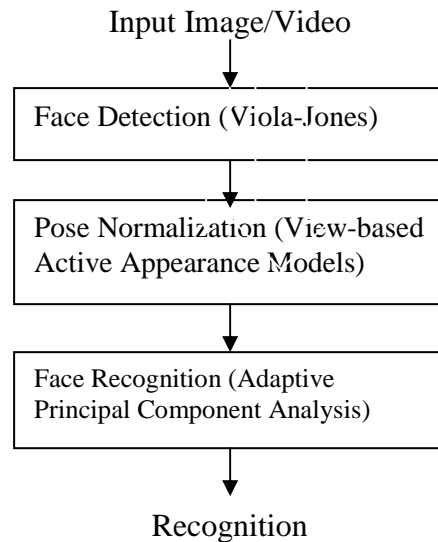 Input Image/Video
Face Detection (Viola-Jones)
Pose Normalization (View-based
Active Appearance Models)
Face Recognition (Adaptive
Principal Component Analysis)
Recognition